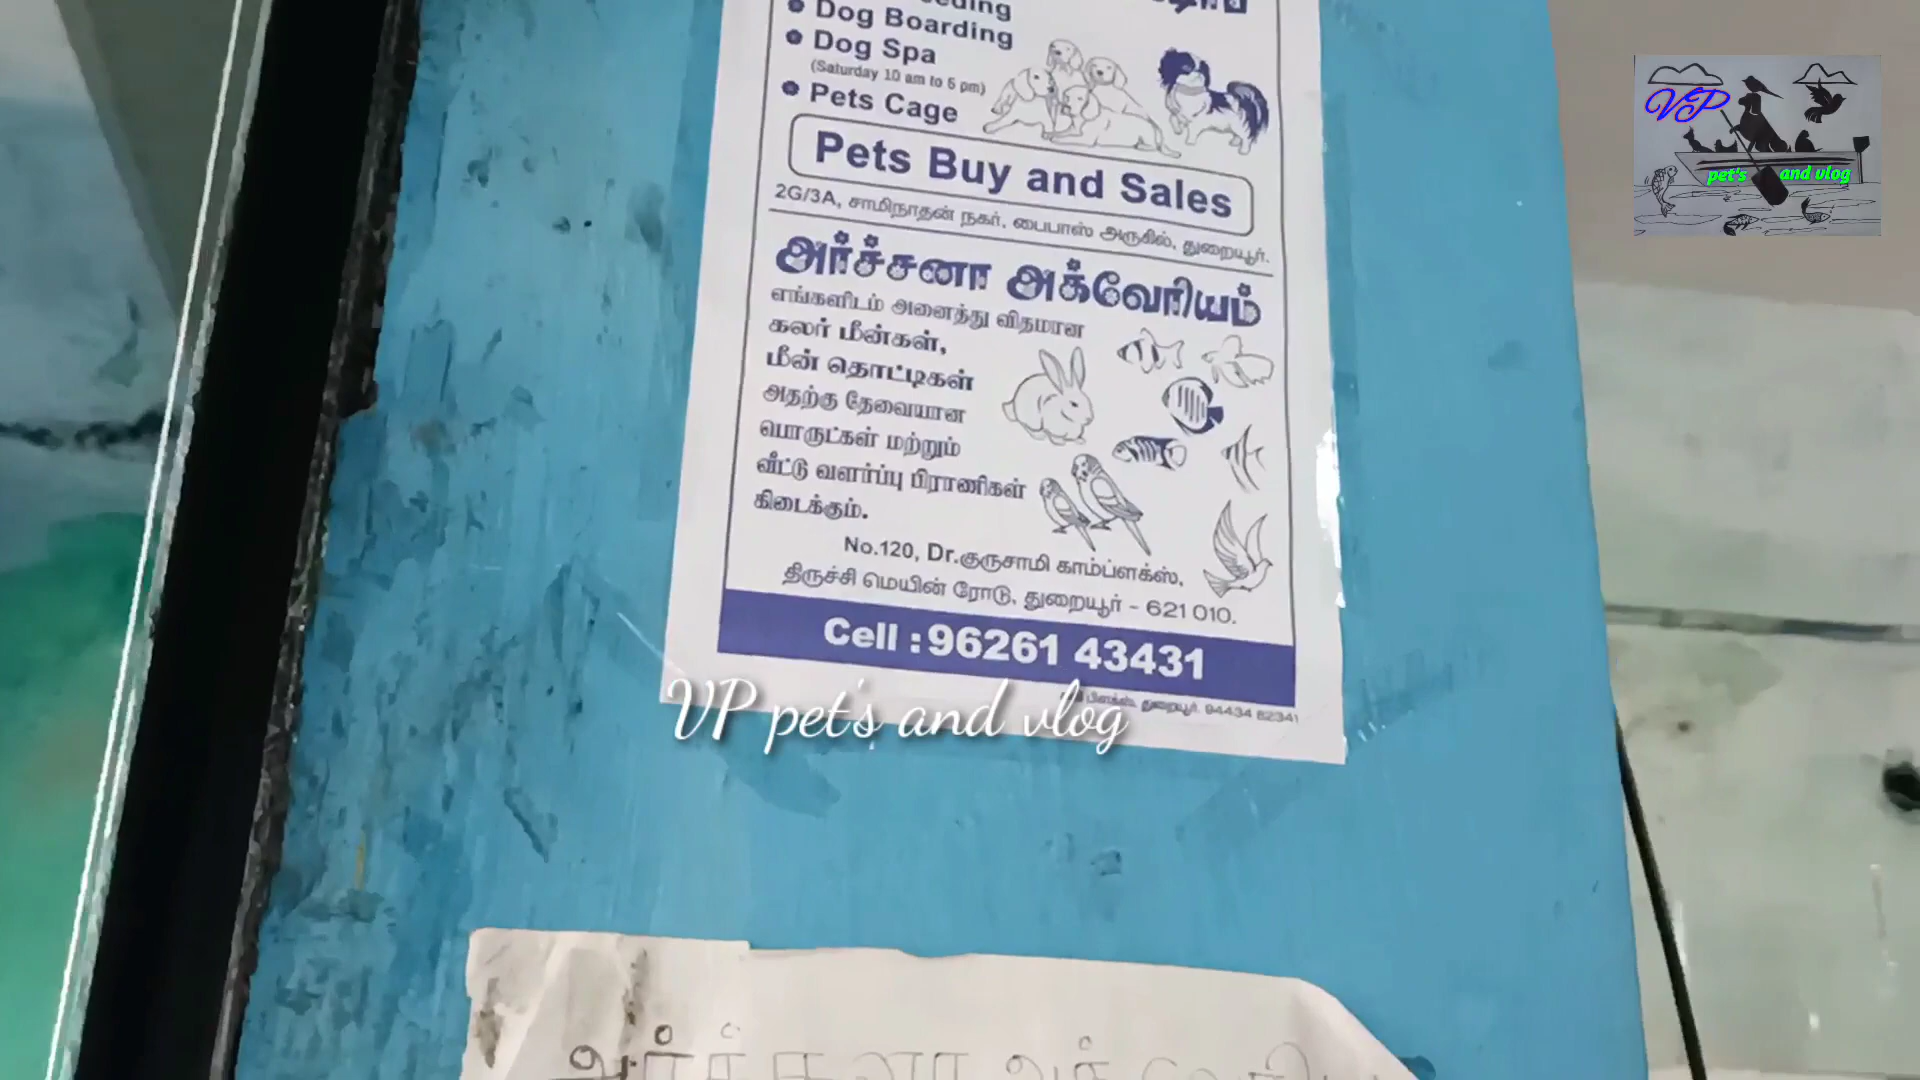 Dog Boarding
Dog Spa
(Saturday 10 am to 5 pm)
Pets Cage
Pets Buy and Sales
2G/3A, சாமிநாதன் நகர், பைபாஸ் அருகில், துறையூர்.
அர்ச்சனா அக்வேரியம்
எங்களிடம் அனைத்து விதமான
கலர் மீன்கள்,
மீன் தொட்டிகள்
அதற்கு தேவையான
பொருட்கள் மற்றும்
வீட்டு வளர்ப்பு பிராணிகள்
கிடைக்கும்.
No.120, Dr.குருசாமி காம்ப்ளக்ஸ்,
திருச்சி மெயின் ரோடு, துறையூர் - 621 010.
Cell : 96261 43431
பிளக்ஸ், துறையூர். 94434 82341
VP pet's and vlog
அர்ச்சனா
VP
pet's and vlog